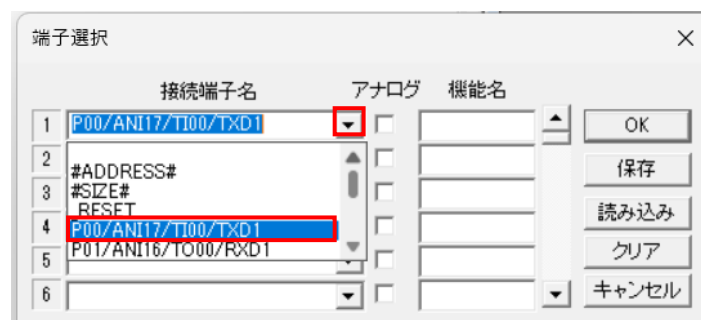 端子選択
接続端子名 アナログ 機能名
1 P00/ANI17/TI00/TXD1 OK
2
#ADDRESS# 保存
3 #SIZE#
_RESET 読み込み
4 P00/ANI17/TI00/TXD1
5 P01/ANI16/TO00/RXD1 クリア
6 キャンセル